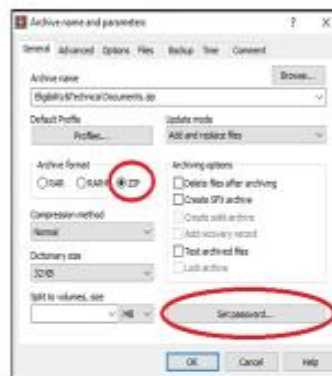 Archive name and parameters
General Advanced Options Files Backup Time Comment
Archive name
Browse...
Eligibility&Technical Documents.zip
Default Profile
Profiles...
Update mode
Add and replace files
Archive format
RAR
ZIP
Archiving options
Delete files after archiving
Create SFX archive
Create solid archive
Add recovery record
Test archived files
Lock archive
Compression method
Normal
Dictionary size
32 KB
Split to volumes, size
MB
Set password...
OK Cancel Help